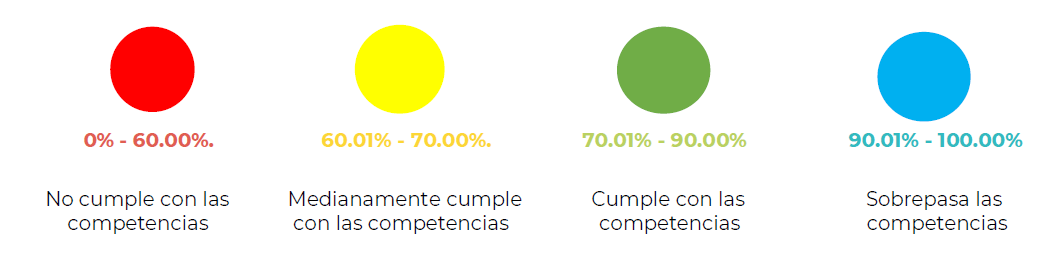 0% - 60.00%.
60.01% - 70.00%.
70.01% - 90.00%
90.01% - 100.00%
No cumple con las
competencias
Medianamente cumple
con las competencias
Cumple con las
competencias
Sobrepasa las
competencias